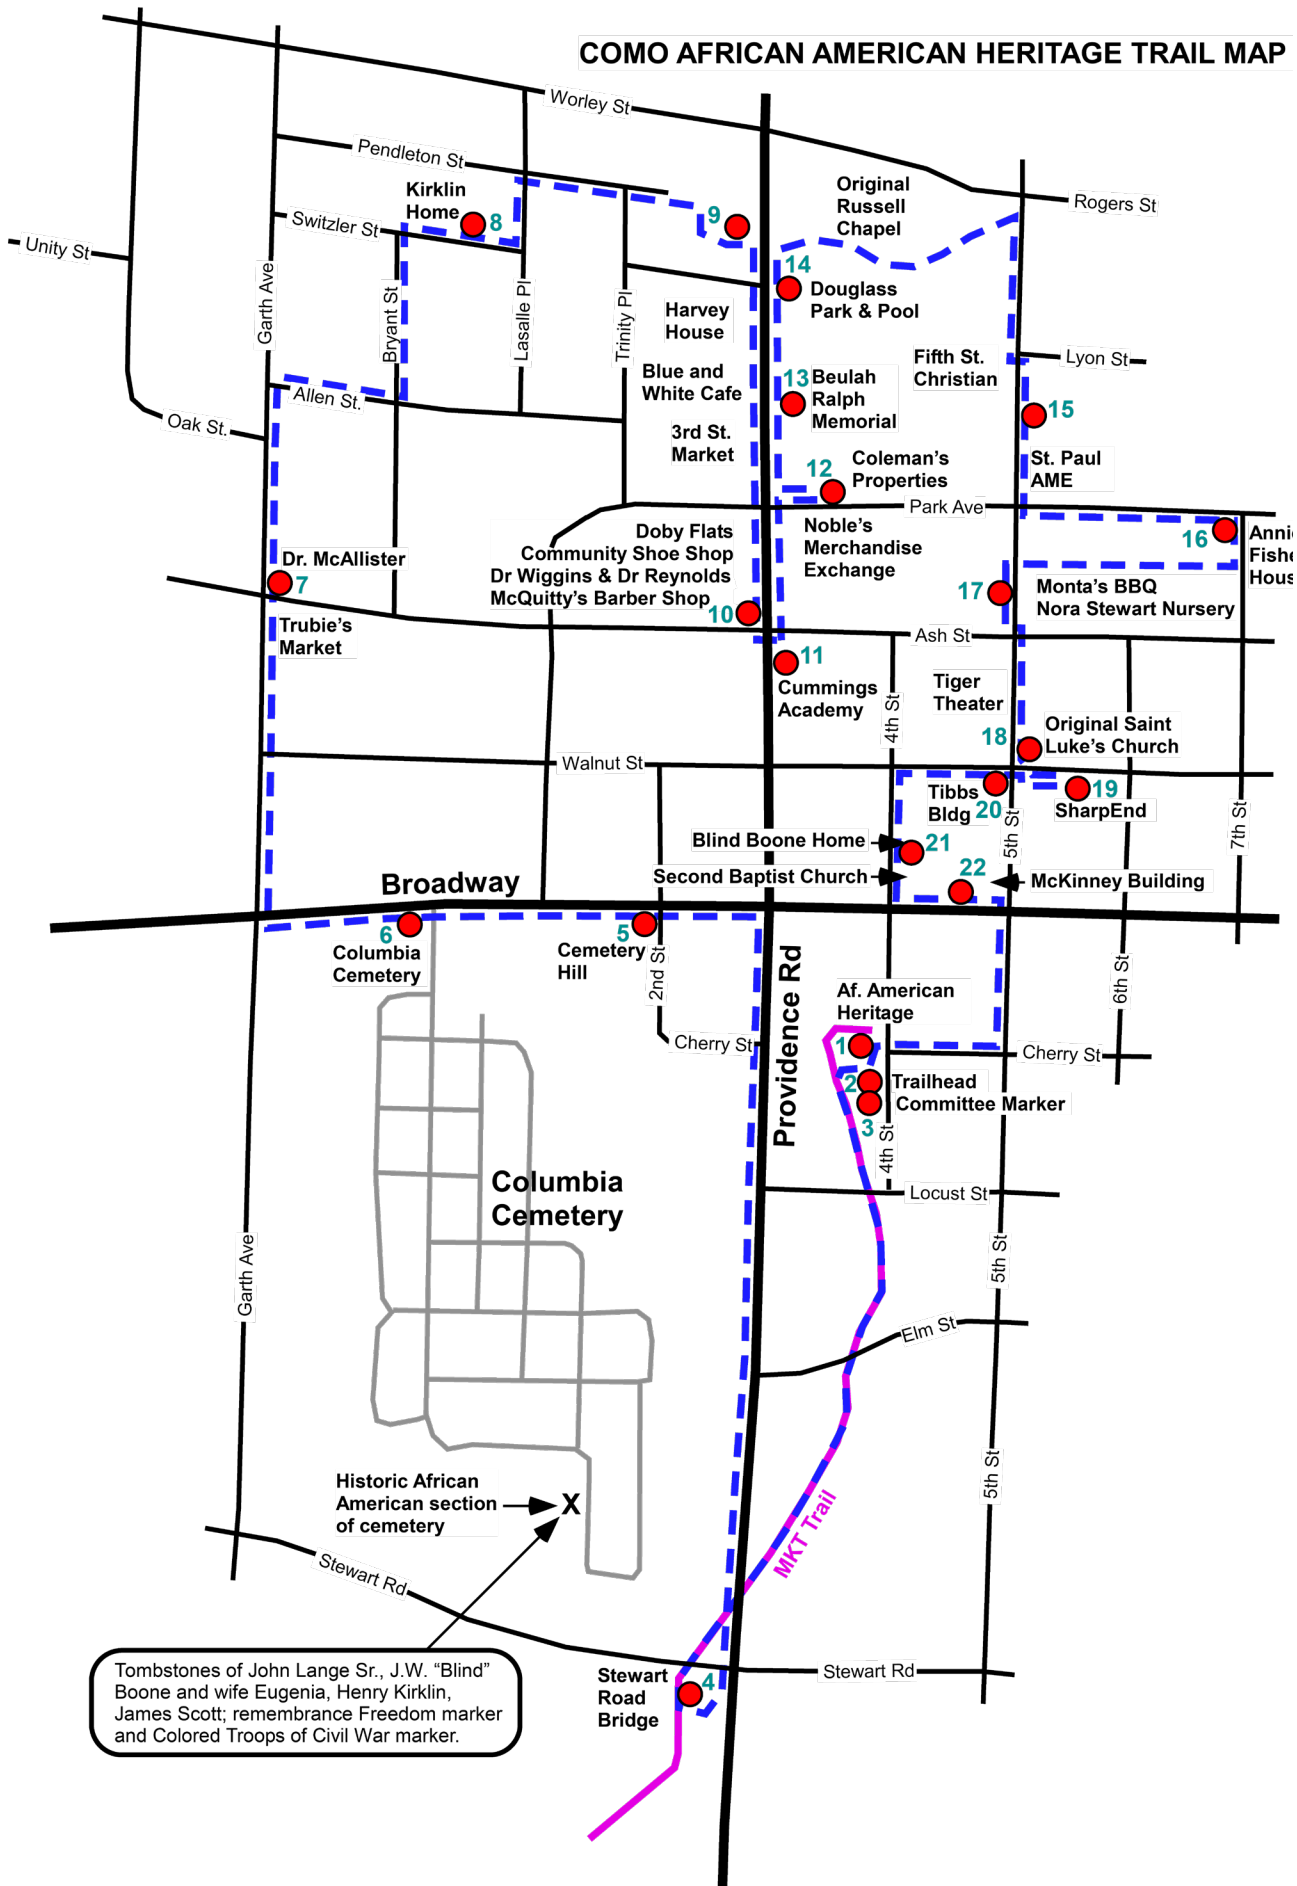 COMO AFRICAN AMERICAN HERITAGE TRAIL MAP
Worley St
Pendleton St
Kirklin
Home
8
9
Original
Russell
Chapel
Rogers St
Switzler St
Unity St
Garth Ave
Bryant St
Lasalle Pl
Trinity Pl
14
Douglass
Park & Pool
Harvey
House
Blue and
White Cafe
3rd St.
Market
13
Beulah
Ralph
Memorial
Fifth St.
Christian
Lyon St
15
Allen St.
Oak St.
12
Coleman's
Properties
St. Paul
AME
Park Ave
Noble's
Merchandise
Exchange
Doby Flats
Community Shoe Shop
Dr Wiggins & Dr Reynolds
McQuitty's Barber Shop
10
16
Annie
Fishe
Hous
Dr. McAllister
7
Trubie's
Market
17
Monta's BBQ
Nora Stewart Nursery
Ash St
11
Cummings
Academy
4th St
Tiger
Theater
18
Original Saint
Luke's Church
Walnut St
Tibbs
Bldg
20
19
SharpEnd
5th St
7th St
Blind Boone Home
21
Second Baptist Church
22
McKinney Building
Broadway
6
Columbia
Cemetery
5
Cemetery
Hill
2nd St
Providence Rd
6th St
Af. American
Heritage
Cherry St
1
Cherry St
2
Trailhead
Committee Marker
3
4th St
Columbia
Cemetery
Locust St
Garth Ave
5th St
Elm St
5th St
Historic African
American section
of cemetery
X
MKT Trail
Stewart Rd
Stewart Rd
Stewart
Road
Bridge
4
Tombstones of John Lange Sr., J.W. “Blind”
Boone and wife Eugenia, Henry Kirklin,
James Scott; remembrance Freedom marker
and Colored Troops of Civil War marker.